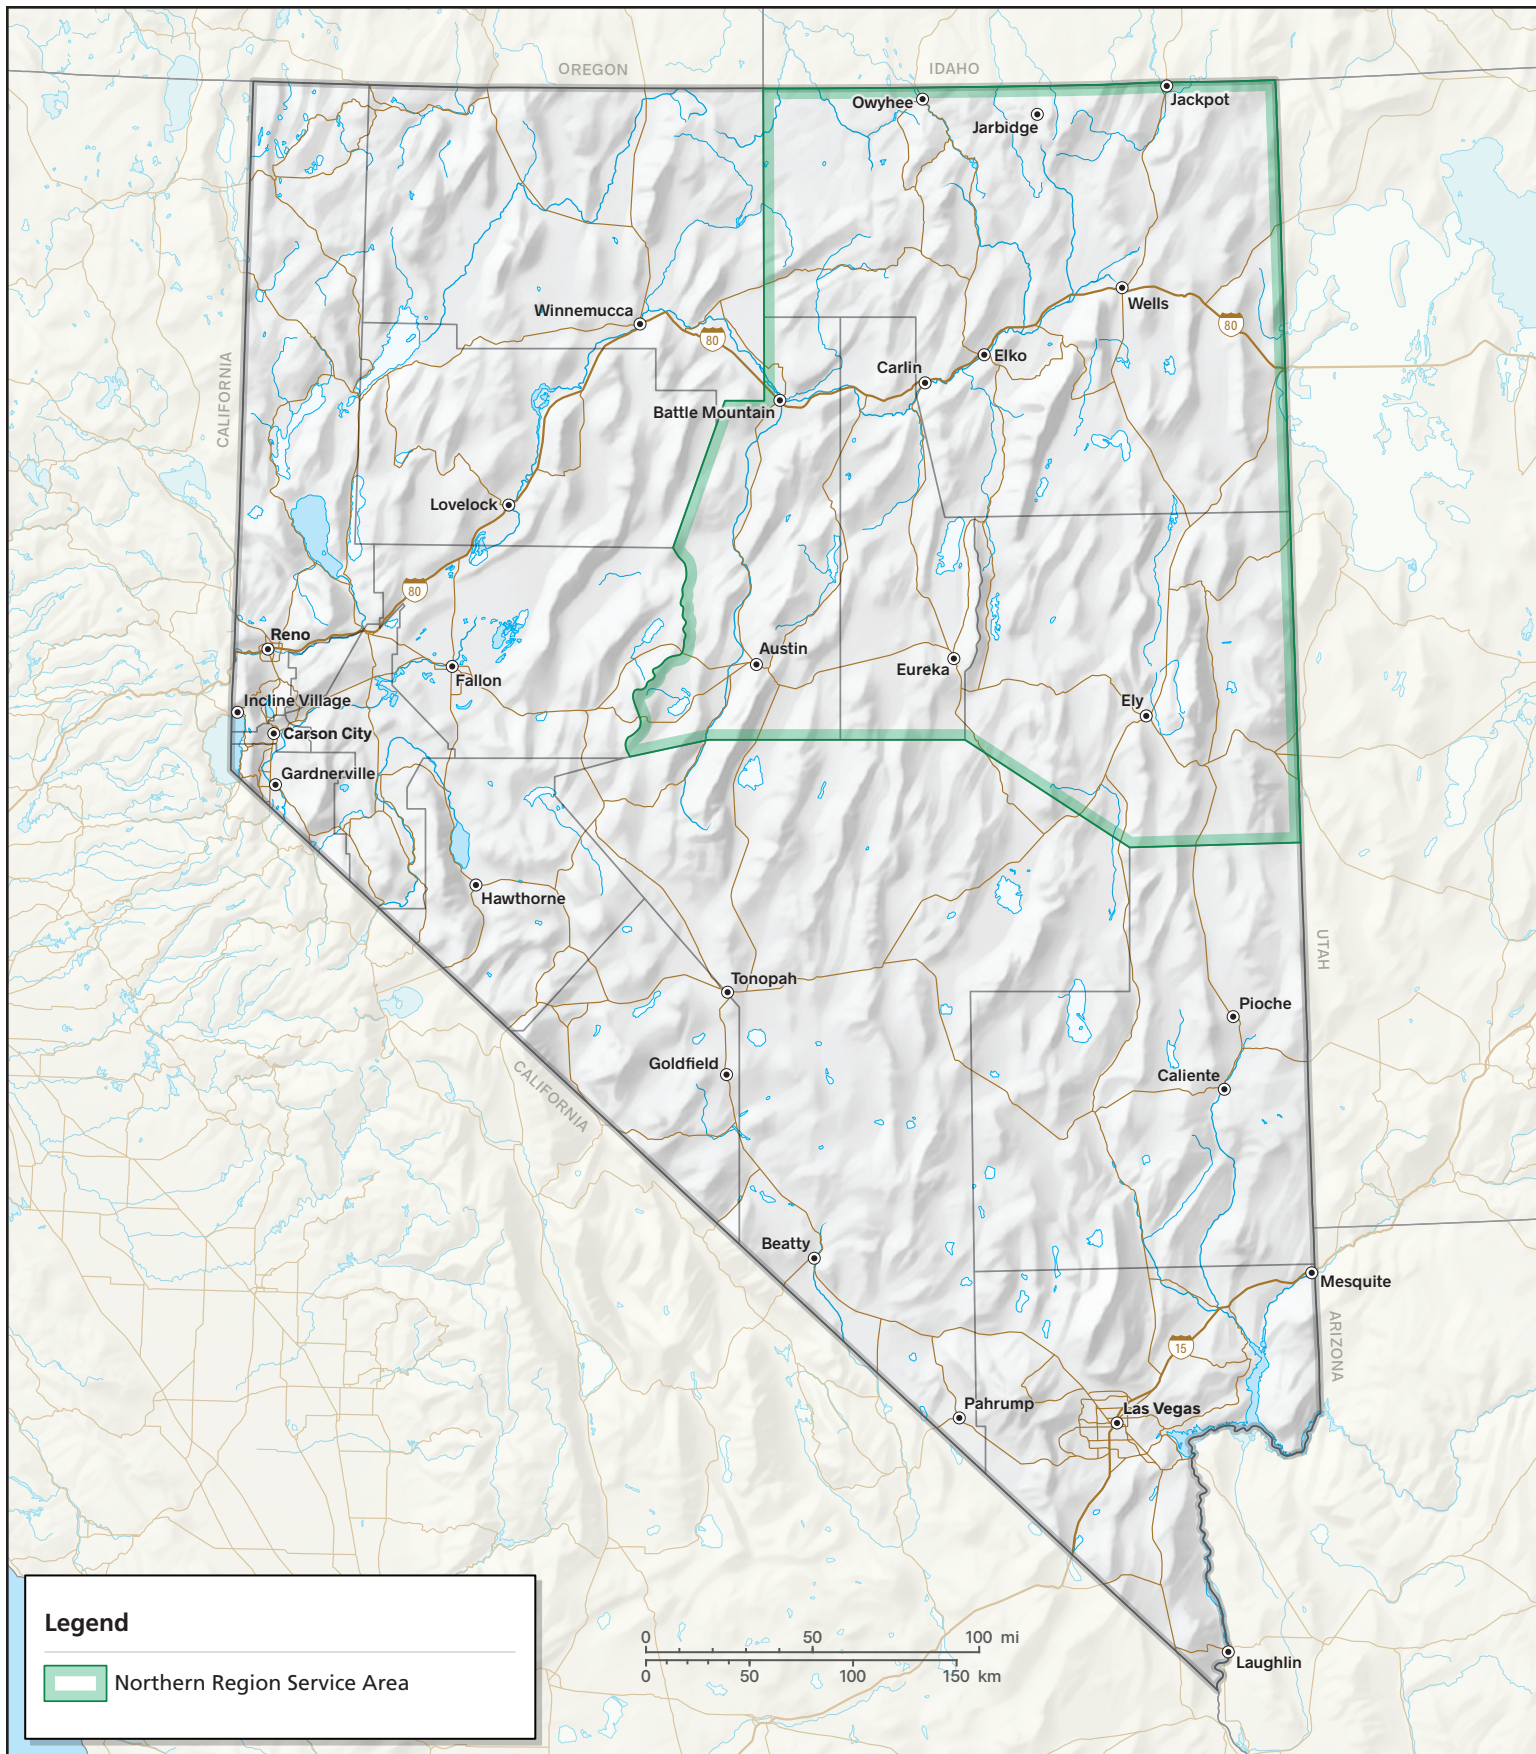 OREGON
IDAHO
Owyhee
Jackpot
Jarbidge
Wells
Winnemucca
80
80
Elko
Carlin
CALIFORNIA
Battle Mountain
Lovelock
80
Reno
Austin
Eureka
Fallon
Ely
Incline Village
Carson City
Gardnerville
Hawthorne
UTAH
Tonopah
Pioche
Goldfield
Caliente
CALIFORNIA
Beatty
Mesquite
ARIZONA
15
Pahrump
Las Vegas
Laughlin
Legend
Northern Region Service Area
0 50 100 mi
0 50 100 150 km